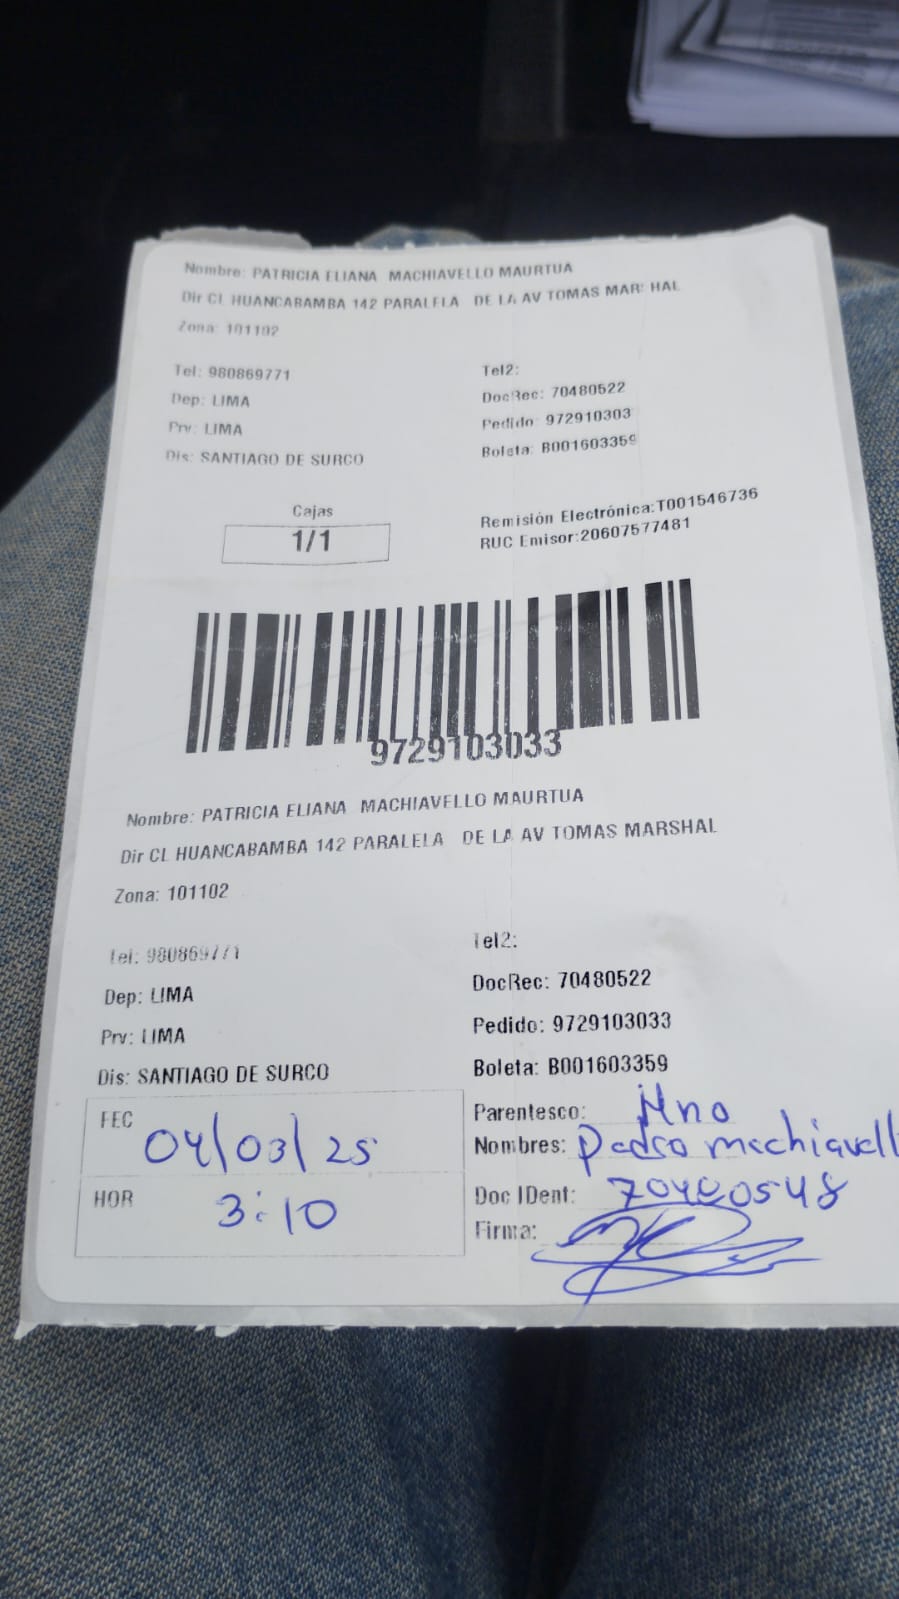 Nombre: PATRICIA ELIANA MACHIAVELLO MAURTUA
Dir CL HUANCABAMBA 142 PARALELA DE LA AV TOMAS MARSHAL
Zona: 101102
Tel: 980869771 Tel2:
Dep: LIMA DocRec: 70480522
Prv: LIMA Pedido: 972910303
Dis: SANTIAGO DE SURCO Boleta: B001603359
Cajas
1/1
Remisión Electrónica:T001546736
RUC Emisor:20607577481
9729103033
Nombre: PATRICIA ELIANA MACHIAVELLO MAURTUA
Dir CL HUANCABAMBA 142 PARALELA DE LA AV TOMAS MARSHAL
Zona: 101102
Tel: 980869771 Tel2:
Dep: LIMA DocRec: 70480522
Prv: LIMA Pedido: 9729103033
Dis: SANTIAGO DE SURCO Boleta: B001603359
FEC 04/03/25
HOR 3:10
Parentesco: Hno
Nombres: Pedro Machiavell
Doc IDent: 70480548
Firma: